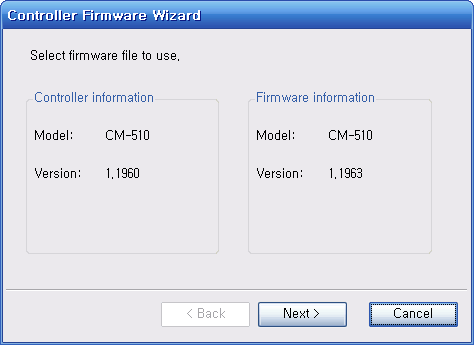 Controller Firmware Wizard
Select firmware file to use.
Controller information
Model: CM-510
Version: 1.1960
Firmware information
Model: CM-510
Version: 1.1963
< Back
Next >
Cancel